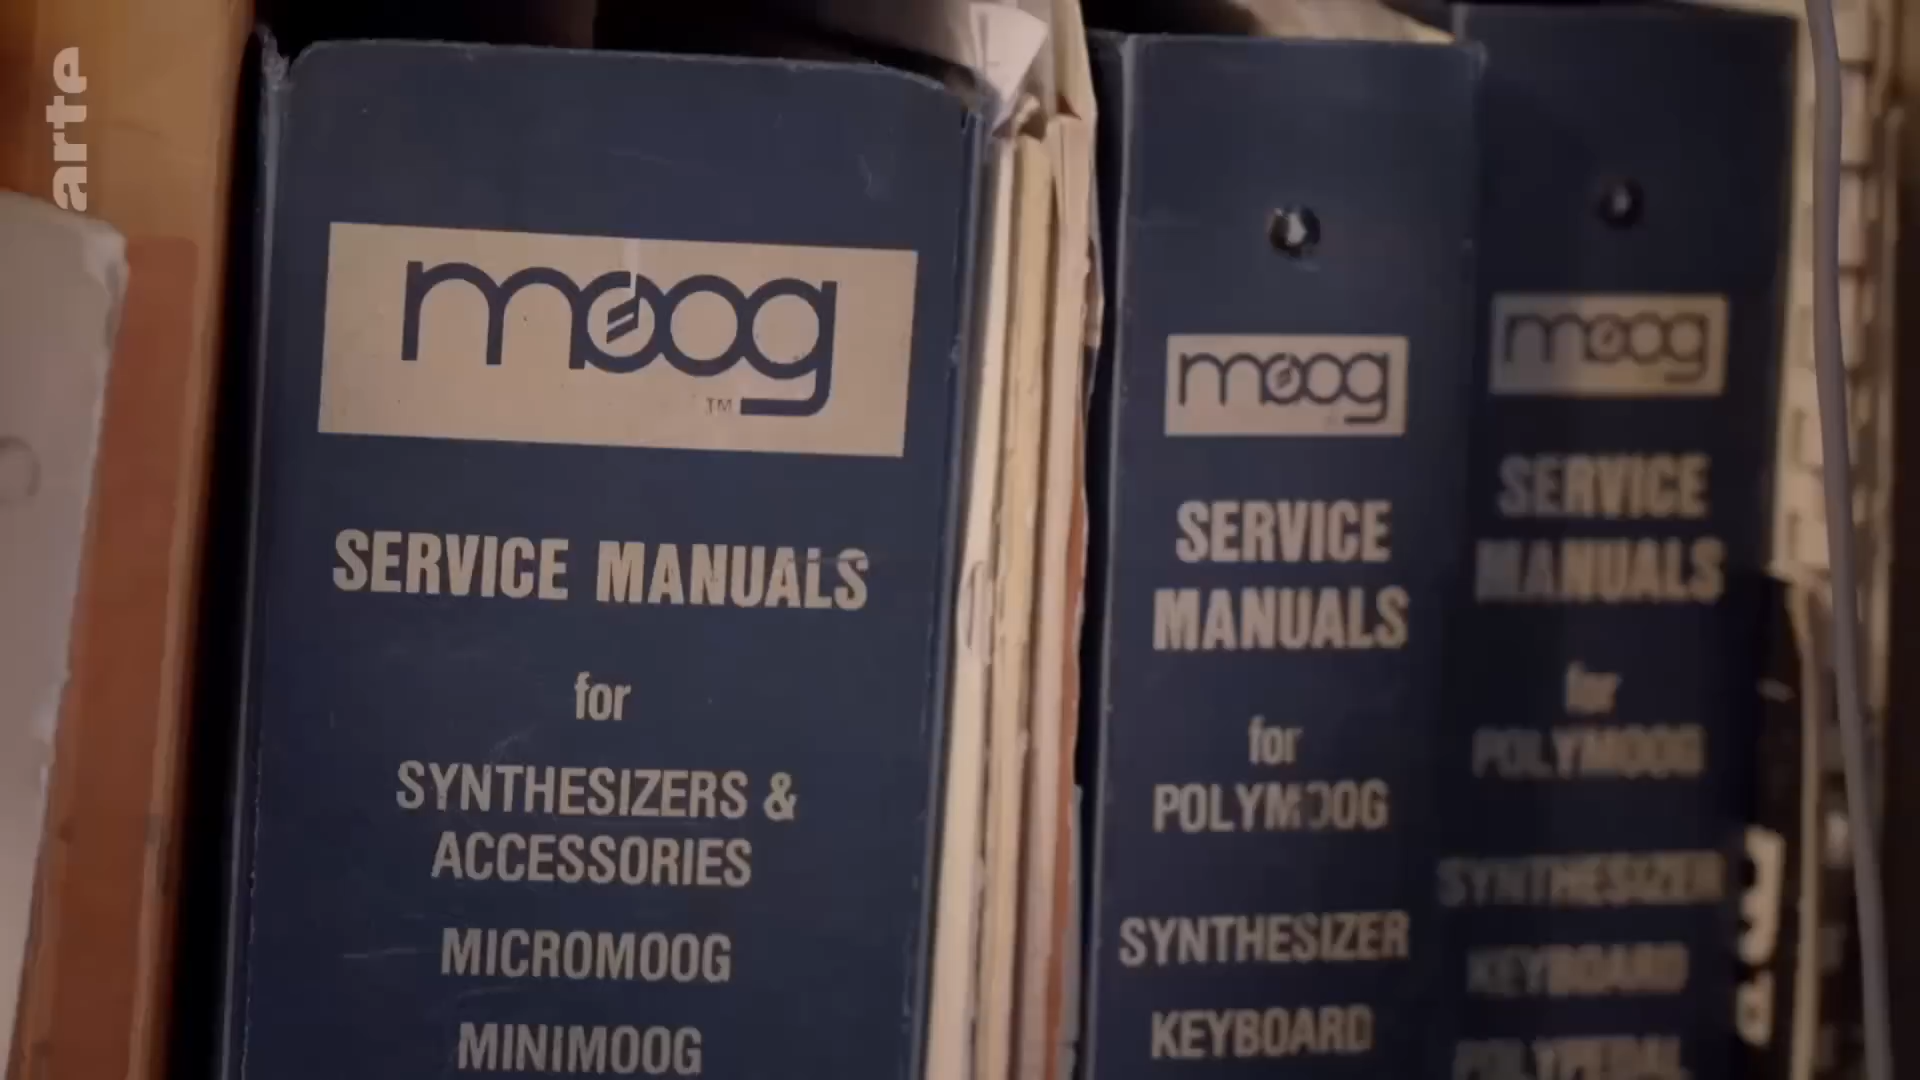 arte
moog
TM
SERVICE MANUALS
for
SYNTHESIZERS &
ACCESSORIES
MICROMOOG
MINIMOOG
moog
SERVICE
MANUALS
for
POLYMOOG
SYNTHESIZER
KEYBOARD
moog
SERVICE
MANUALS
for
POLYMOOG
SYNTHESIZER
KEYBOARD
POLYPEDAL